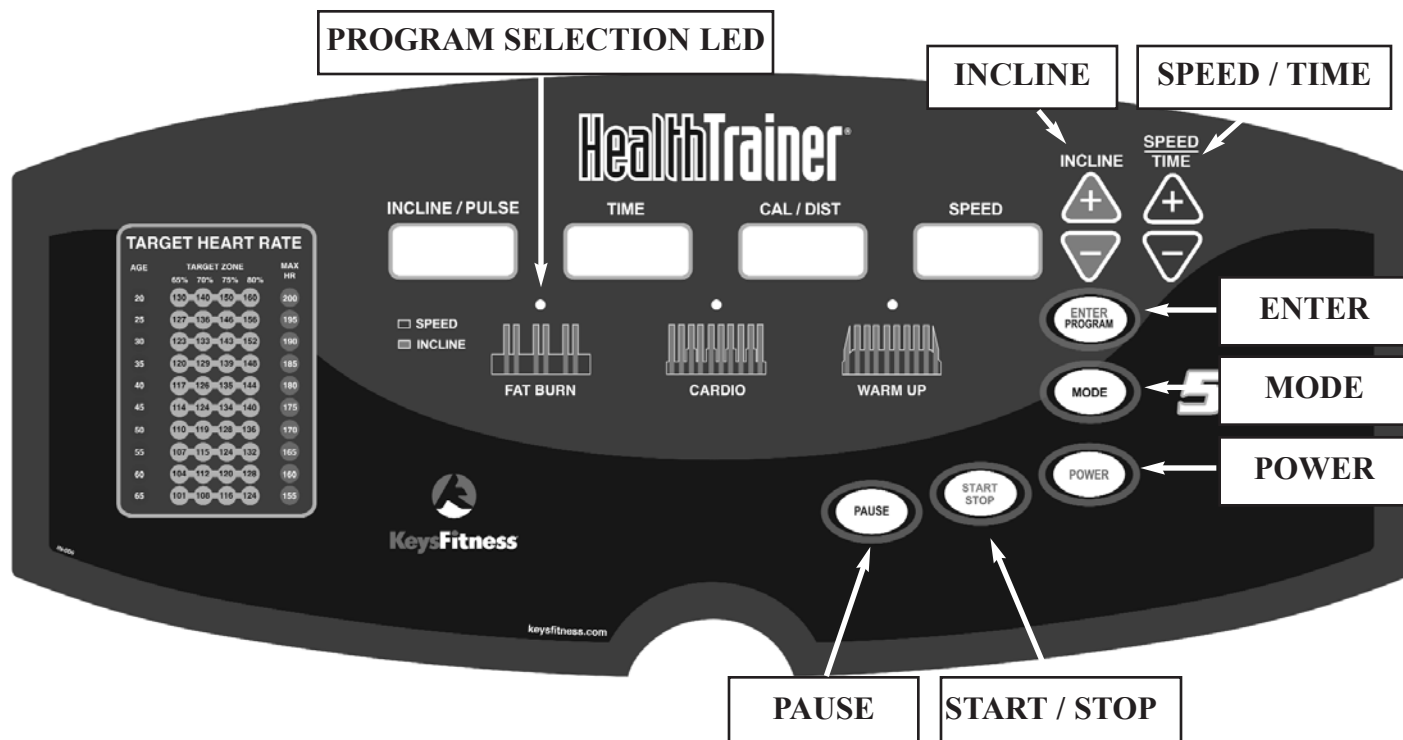 PROGRAM SELECTION LED
INCLINE
SPEED / TIME
HealthTrainer®
INCLINE
SPEED
TIME
+
+
−
−
INCLINE / PULSE
TIME
CAL / DIST
SPEED
TARGET HEART RATE
AGE
TARGET ZONE
MAX
HR
65% 70% 75% 80%
20 130 140 150 160 200
25 127 136 146 156 195
30 123 133 143 152 190
35 120 129 139 148 185
40 117 126 135 144 180
45 114 124 134 140 175
50 110 119 128 136 170
55 107 115 124 132 165
60 104 112 120 128 160
65 101 108 116 124 155
SPEED
INCLINE
FAT BURN
CARDIO
WARM UP
ENTER
PROGRAM
ENTER
MODE
MODE
5
POWER
POWER
START
STOP
PAUSE
KeysFitness
keysfitness.com
PAUSE
START / STOP